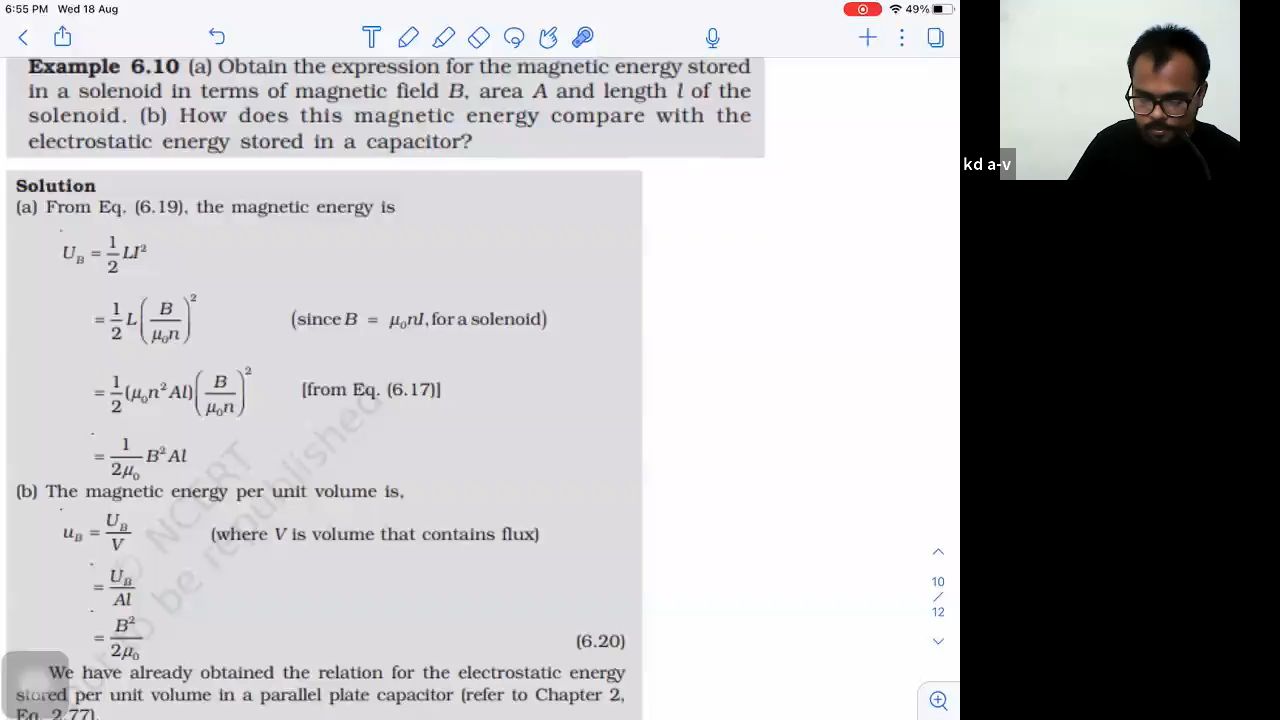 6:55 PM Wed 18 Aug
49%
Example 6.10 (a) Obtain the expression for the magnetic energy stored
in a solenoid in terms of magnetic field B, area A and length l of the
solenoid. (b) How does this magnetic energy compare with the
electrostatic energy stored in a capacitor?
kd a-v
Solution
(a) From Eq. (6.19), the magnetic energy is
U_B = 1/2 LI²
= 1/2 L (B/μ₀n)² (since B = μ₀nI, for a solenoid)
= 1/2 (μ₀n²Al) (B/μ₀n)² [from Eq. (6.17)]
= 1/2μ₀ B²Al
(b) The magnetic energy per unit volume is,
u_B = U_B/V (where V is volume that contains flux)
= U_B/Al
= B²/2μ₀ (6.20)
We have already obtained the relation for the electrostatic energy
stored per unit volume in a parallel plate capacitor (refer to Chapter 2,
Eq. 2.77),
© NCERT
not to be republished
10
/
12